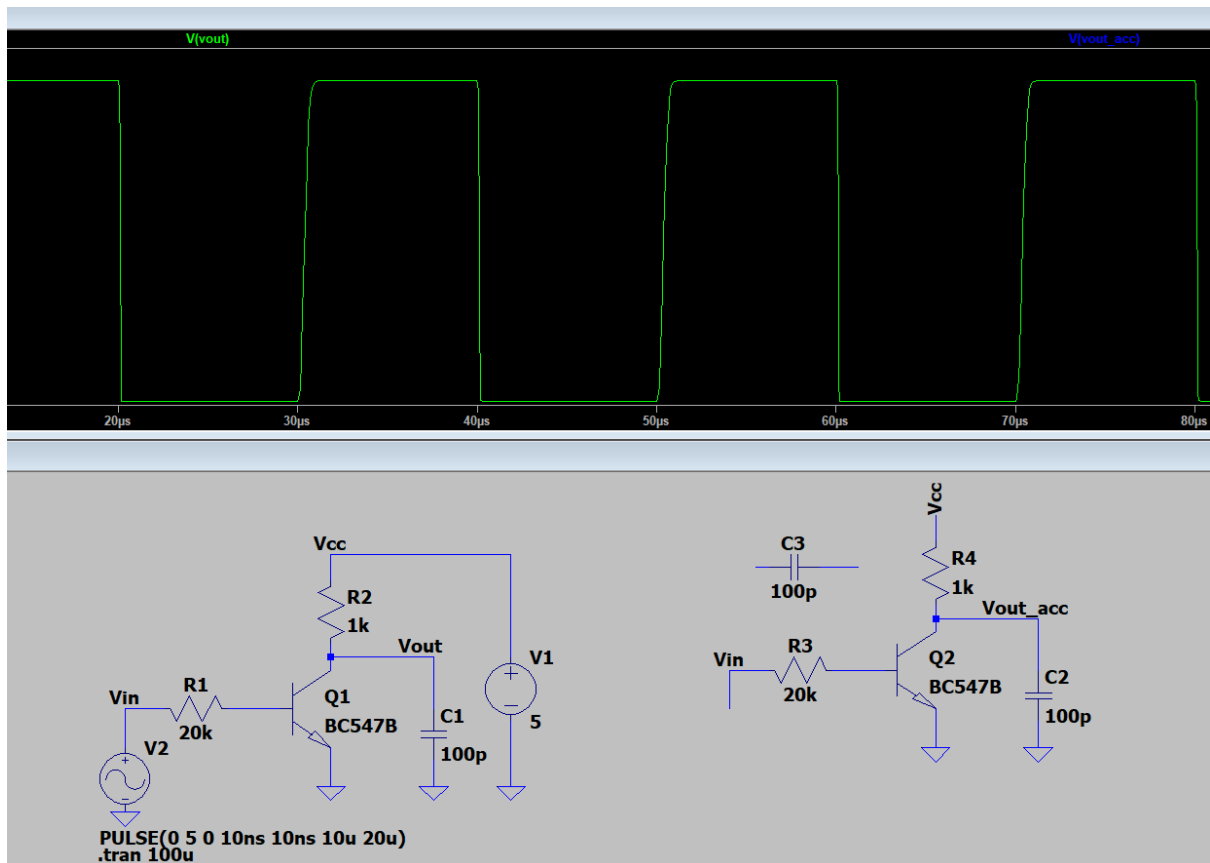 V(vout) V(vout_acc)
20µs 30µs 40µs 50µs 60µs 70µs 80µs
Vcc
R2
1k
Vout
Vin
R1
20k
Q1
BC547B
C1
100p
V1
5
V2
PULSE(0 5 0 10ns 10ns 10u 20u)
.tran 100u
C3
100p
Vcc
R4
1k
Vout_acc
Vin
R3
20k
Q2
BC547B
C2
100p